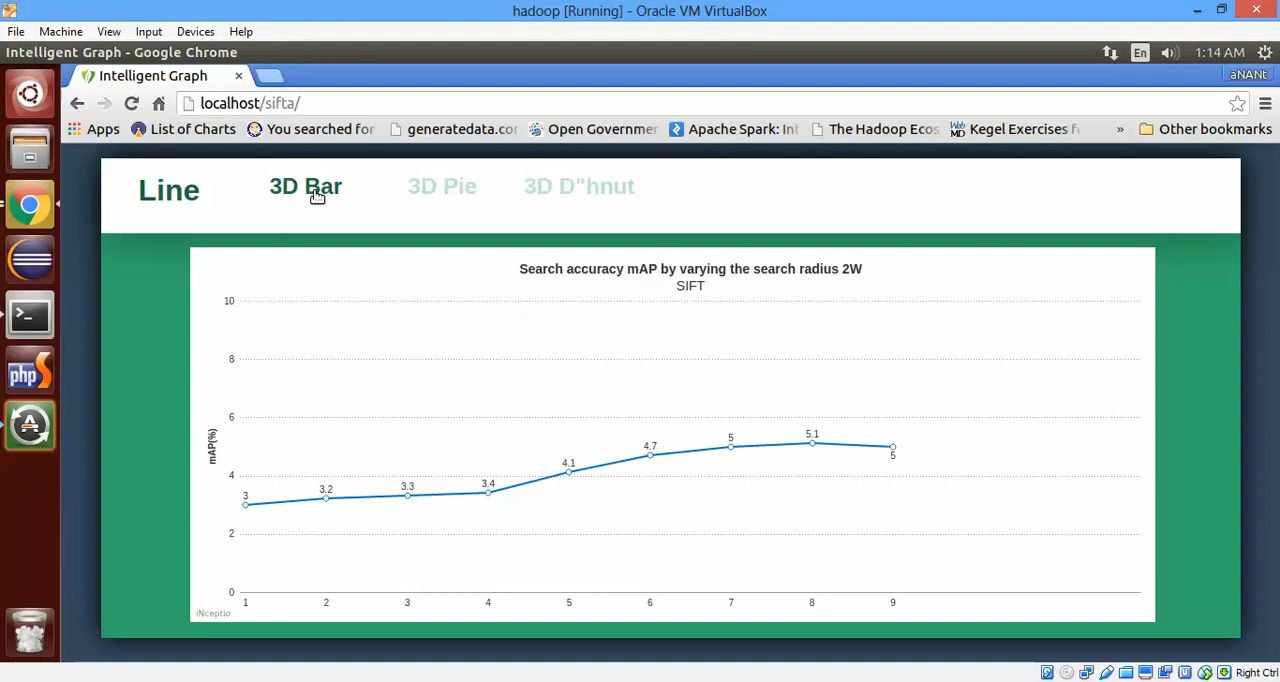 hadoop [Running] - Oracle VM VirtualBox
File Machine View Input Devices Help
Intelligent Graph - Google Chrome
En 1:14 AM
Intelligent Graph
aNANt
localhost/sifta/
Apps List of Charts You searched for generatedata.co Open Governme Apache Spark: In The Hadoop Ecos Kegel Exercises f » Other bookmarks
Line 3D Bar 3D Pie 3D D"hnut
Search accuracy mAP by varying the search radius 2W
SIFT
10
8
6
4
2
0
mAP(%)
3 3.2 3.3 3.4 4.1 4.7 5 5.1 5
1 2 3 4 5 6 7 8 9
iNceptio
php
Right Ctrl